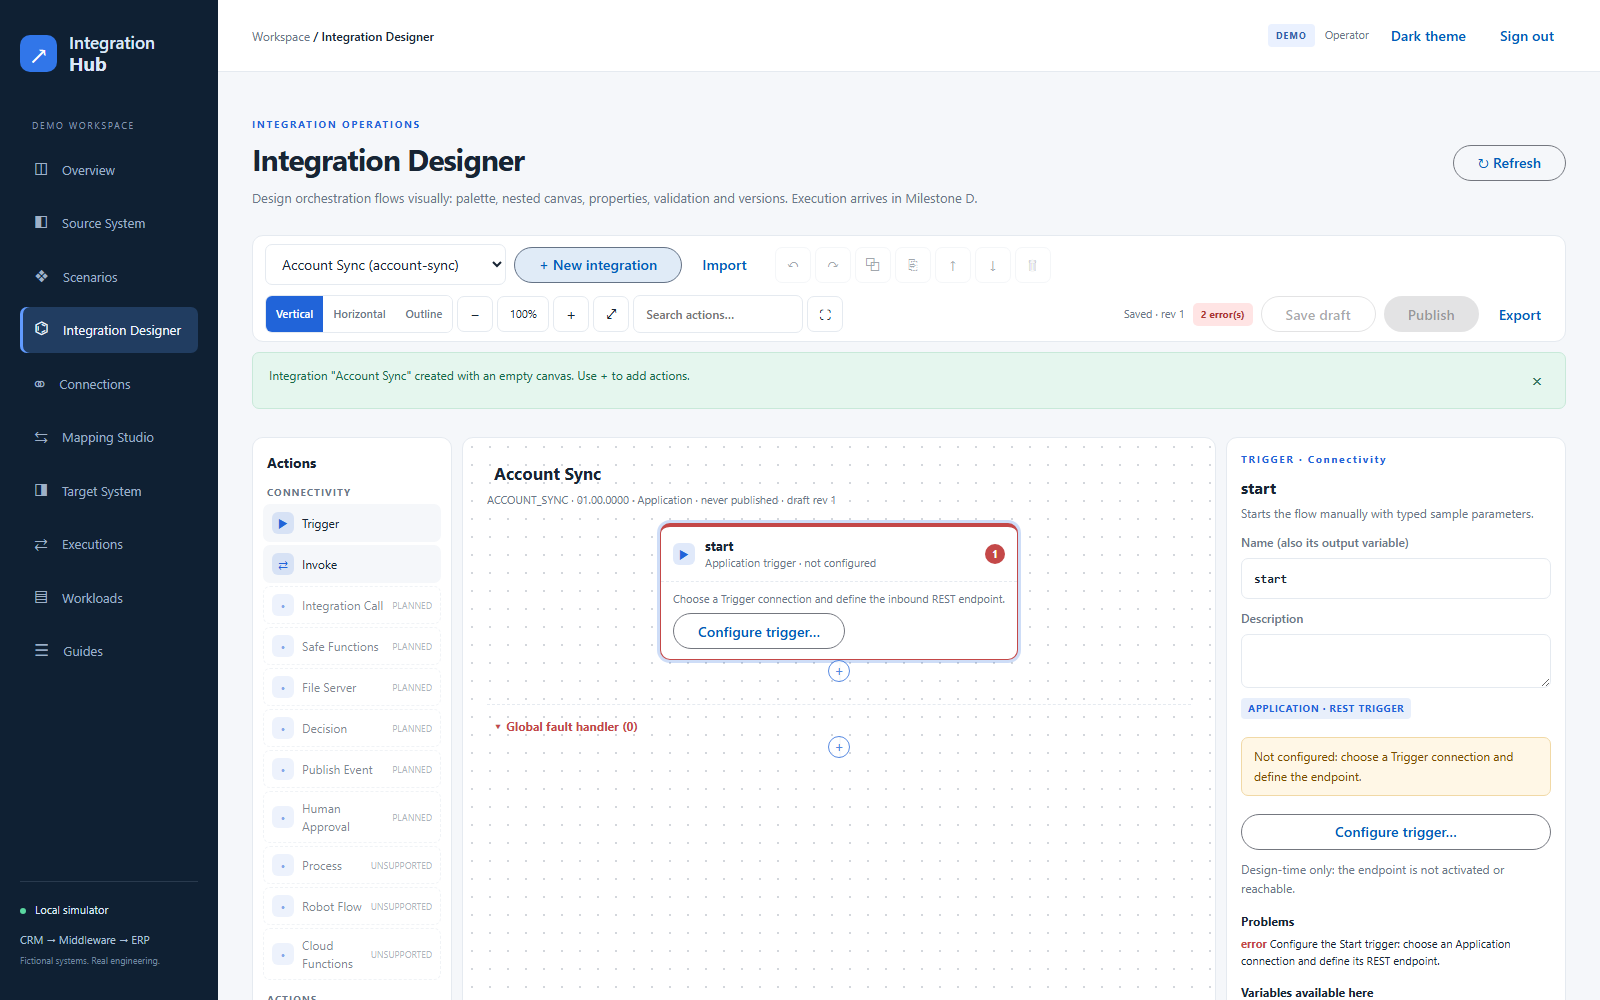 Integration
Hub
DEMO WORKSPACE
Overview
Source System
Scenarios
Integration Designer
Connections
Mapping Studio
Target System
Executions
Workloads
Guides
Local simulator
CRM → Middleware → ERP
Fictional systems. Real engineering.
Workspace / Integration Designer
DEMO Operator Dark theme Sign out
INTEGRATION OPERATIONS
Integration Designer
↻ Refresh
Design orchestration flows visually: palette, nested canvas, properties, validation and versions. Execution arrives in Milestone D.
Account Sync (account-sync) + New integration Import
Vertical Horizontal Outline − 100% + Search actions... Saved · rev 1 2 error(s) Save draft Publish Export
Integration "Account Sync" created with an empty canvas. Use + to add actions.
Actions
CONNECTIVITY
Trigger
Invoke
Integration Call PLANNED
Safe Functions PLANNED
File Server PLANNED
Decision PLANNED
Publish Event PLANNED
Human
Approval PLANNED
Process UNSUPPORTED
Robot Flow UNSUPPORTED
Cloud
Functions UNSUPPORTED
ACTIONS
Account Sync
ACCOUNT_SYNC · 01.00.0000 · Application · never published · draft rev 1
start
Application trigger · not configured
1
Choose a Trigger connection and define the inbound REST endpoint.
Configure trigger...
+
Global fault handler (0)
+
TRIGGER · Connectivity
start
Starts the flow manually with typed sample parameters.
Name (also its output variable)
start
Description
APPLICATION · REST TRIGGER
Not configured: choose a Trigger connection and
define the endpoint.
Configure trigger...
Design-time only: the endpoint is not activated or
reachable.
Problems
error Configure the Start trigger: choose an Application
connection and define its REST endpoint.
Variables available here